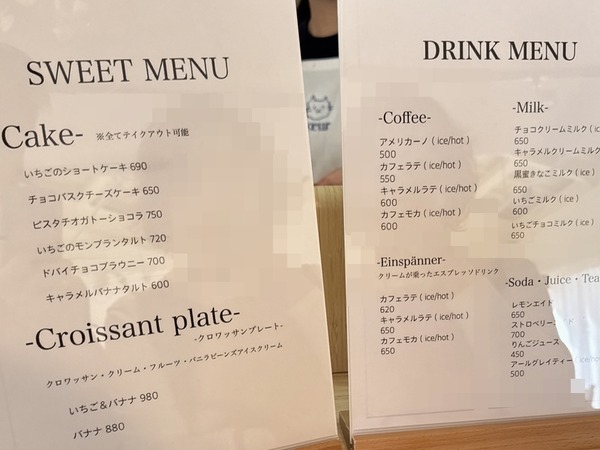 SWEET MENU
Cake-
※全てテイクアウト可能
いちごのショートケーキ 690
チョコバスクチーズケーキ 650
ピスタチオガトーショコラ 750
いちごのモンブランタルト 720
ドバイチョコブラウニー 700
キャラメルバナナタルト 600
-Croissant plate-
-クロワッサンプレート-
クロワッサン・クリーム・フルーツ・バニラビーンズアイスクリーム
いちご＆バナナ 980
バナナ 880
DRINK MENU
-Coffee-
アメリカーノ ( ice/hot )
500
カフェラテ ( ice/hot )
550
キャラメルラテ ( ice/hot )
600
カフェモカ ( ice/hot )
600
-Einspänner-
クリームが乗ったエスプレッソドリンク
カフェラテ ( ice/hot )
620
キャラメルラテ ( ice/hot )
650
カフェモカ ( ice/hot )
650
-Milk-
チョコクリームミルク ( ic
650
キャラメルクリームミルク
650
黒蜜きなこミルク ( ice )
650
いちごミルク ( ice )
600
いちごチョコミルク ( ice )
650
-Soda・Juice・Tea
レモンエイド
650
700
りんごジュース
450
アールグレイティー ( ice/hot
500